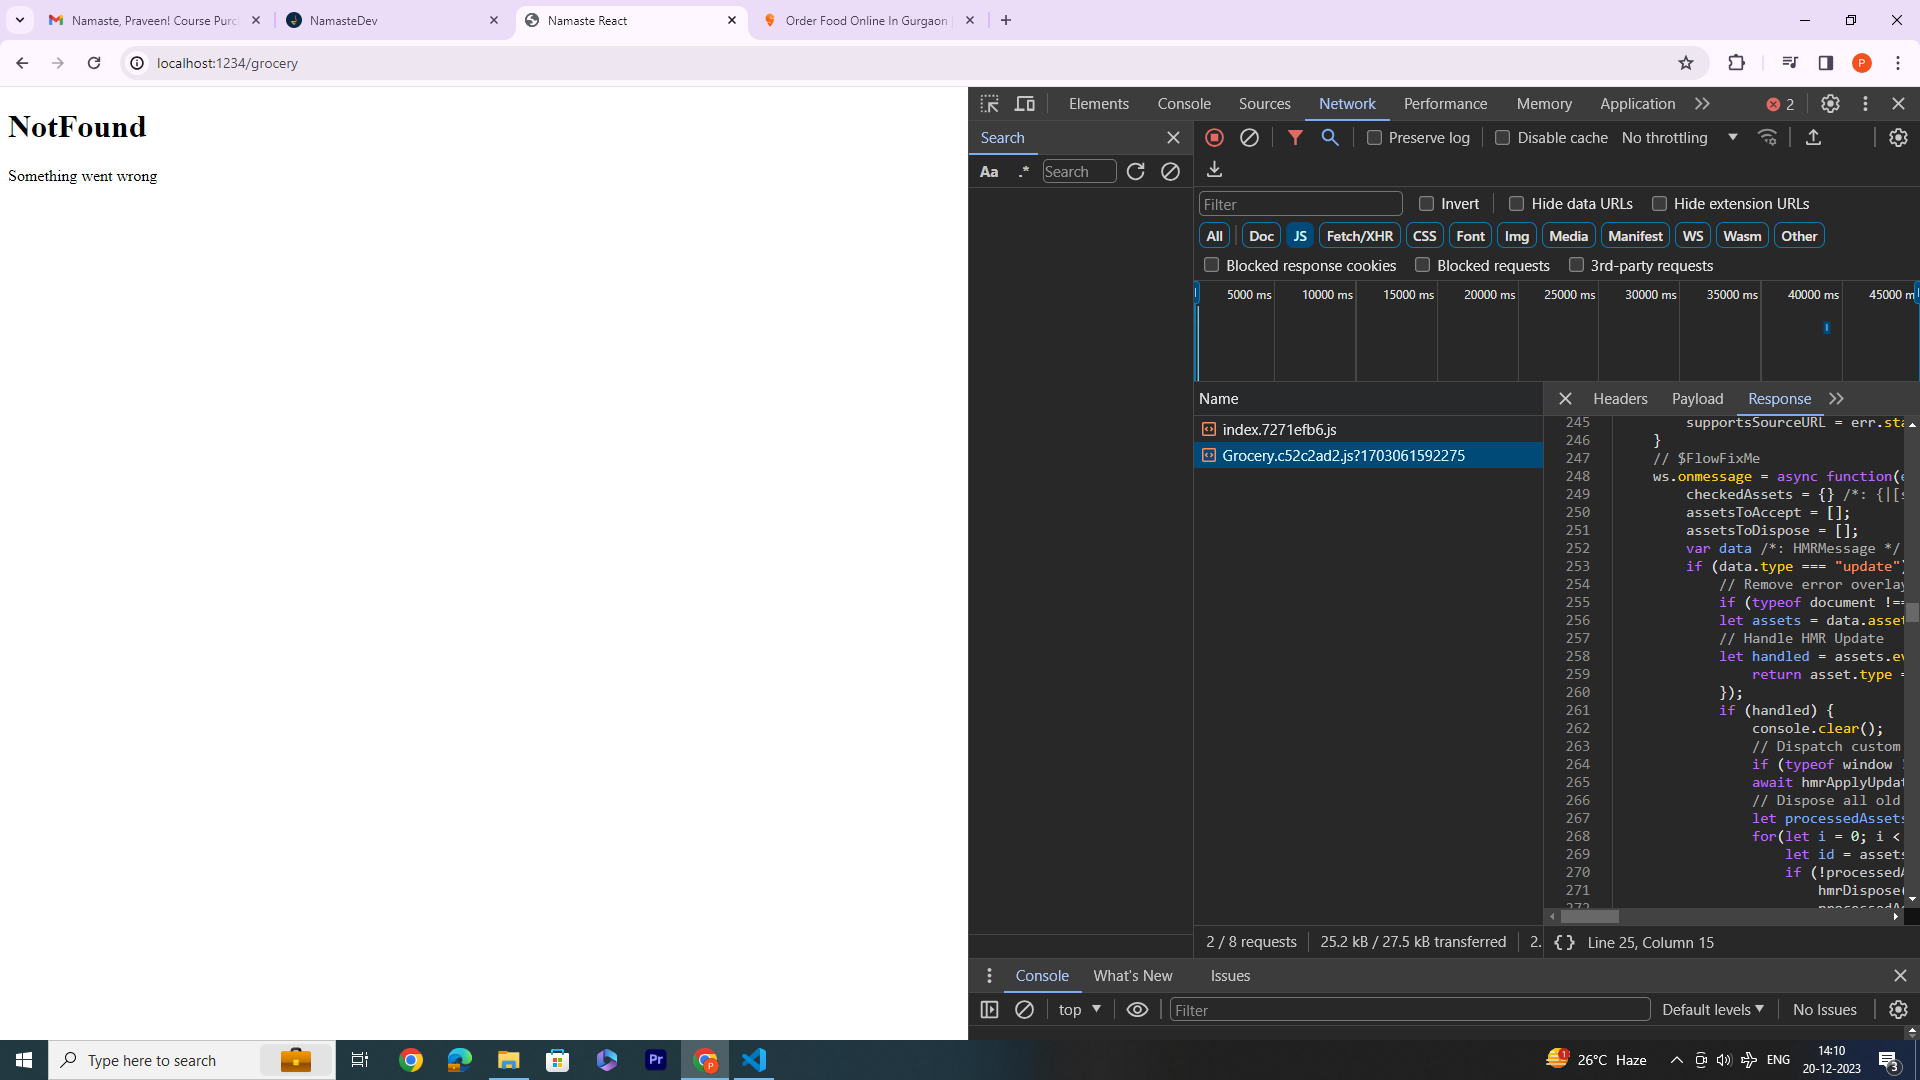 Namaste, Praveen! Course Purc
NamasteDev
Namaste React
Order Food Online In Gurgaon
localhost:1234/grocery
P
NotFound
Something went wrong
Elements
Console
Sources
Network
Performance
Memory
Application
2
Search
Preserve log
Disable cache
No throttling
Aa
.*
Search
Filter
Invert
Hide data URLs
Hide extension URLs
All
Doc
JS
Fetch/XHR
CSS
Font
Img
Media
Manifest
WS
Wasm
Other
Blocked response cookies
Blocked requests
3rd-party requests
5000 ms
10000 ms
15000 ms
20000 ms
25000 ms
30000 ms
35000 ms
40000 ms
45000 m
Name
Headers
Payload
Response
index.7271efb6.js
Grocery.c52c2ad2.js?1703061592275
245 supportsSourceURL = err.sta
246 }
247 // $FlowFixMe
248 ws.onmessage = async function(e
249 checkedAssets = {} /*: {|[s
250 assetsToAccept = [];
251 assetsToDispose = [];
252 var data /*: HMRMessage */
253 if (data.type === "update")
254 // Remove error overlay
255 if (typeof document !==
256 let assets = data.asset
257 // Handle HMR Update
258 let handled = assets.ev
259 return asset.type =
260 });
261 if (handled) {
262 console.clear();
263 // Dispatch custom
264 if (typeof window
265 await hmrApplyUpdat
266 // Dispose all old
267 let processedAssets
268 for(let i = 0; i <
269 let id = assets
270 if (!processedA
271 hmrDispose(
272
2 / 8 requests
25.2 kB / 27.5 kB transferred
2.
{ } Line 25, Column 15
Console
What's New
Issues
top
Filter
Default levels
No Issues
Type here to search
Pr
P
1
26°C Haze
ENG
14:10
20-12-2023
3